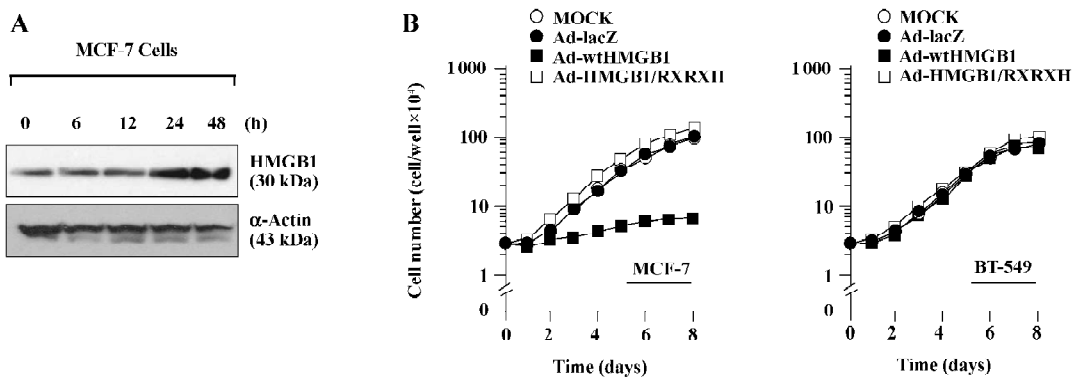 A
MCF-7 Cells
0 6 12 24 48 (h)
HMGB1
(30 kDa)
α-Actin
(43 kDa)
B
MOCK
Ad-lacZ
Ad-wtHMGB1
Ad-HMGB1/RXRXH
Cell number (cell/well×10⁴)
1000
100
10
1
0
MCF-7
0 2 4 6 8
Time (days)
MOCK
Ad-lacZ
Ad-wtHMGB1
Ad-HMGB1/RXRXH
1000
100
10
1
0
BT-549
0 2 4 6 8
Time (days)